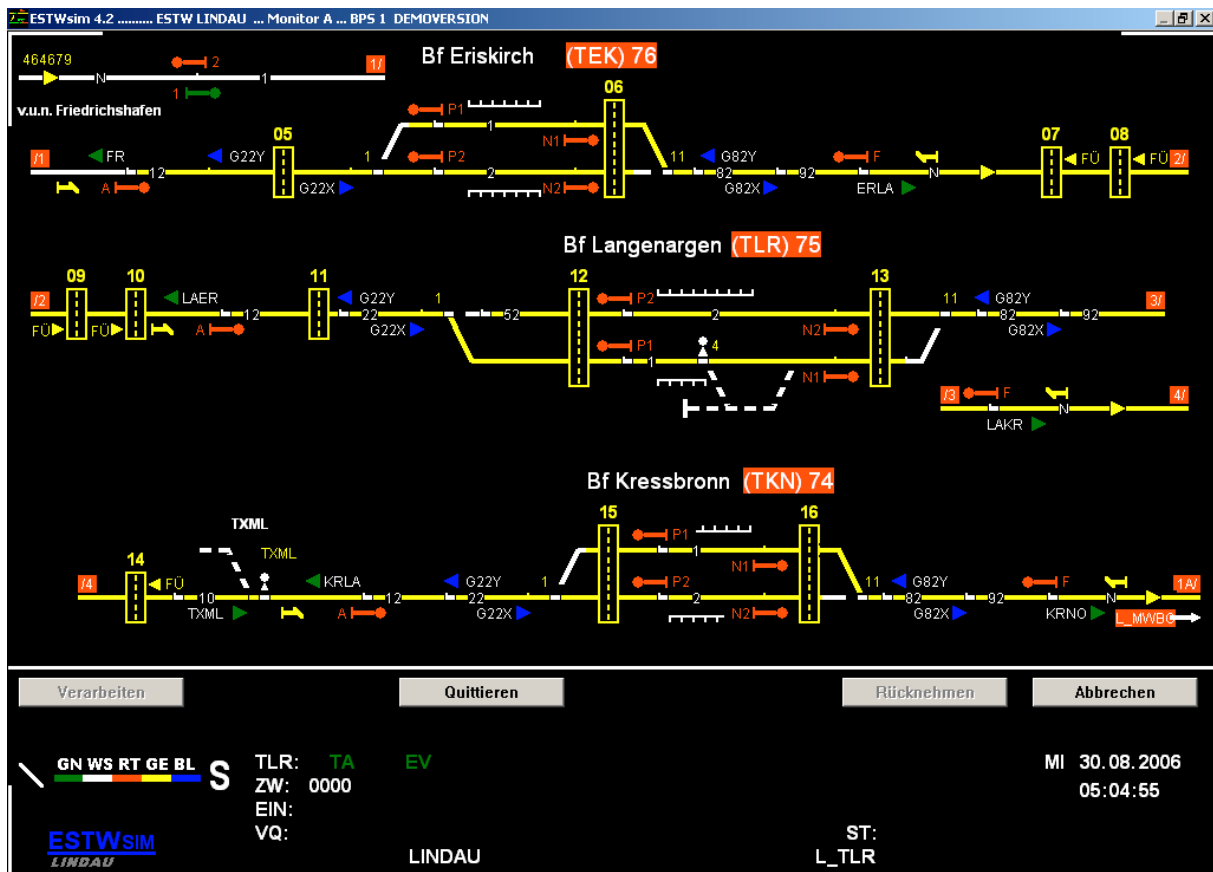 ESTWsim 4.2 ......... ESTW LINDAU ... Monitor A ... BPS 1 DEMOVERSION
464679 2 1/ Bf Eriskirch (TEK) 76
N 1
1
v.u.n. Friedrichshafen
06
P1
1
05 N1 07 08
/1 FR G22Y 1 P2 11 G82Y F FÜ FÜ 2/
12 2 82 92 N
A G22X N2 G82X ERLA
Bf Langenargen (TLR) 75
09 10 11 12 13
/2 LAER G22Y 1 P2 11 G82Y 3/
12 22 52 2 82 92
FÜ FÜ A G22X N2 G82X
P1 4
1
N1
/3 F 4/
N
LAKR
Bf Kressbronn (TKN) 74
15 16
TXML P1
1
14 TXML N1
/4 FÜ KRLA G22Y 1 P2 11 G82Y F 1A/
10 12 22 2 82 92 N
TXML A G22X N2 G82X KRNO L_MWBO
Verarbeiten Quittieren Rücknehmen Abbrechen
GN WS RT GE BL S TLR: TA EV MI 30.08.2006
ZW: 0000 05:04:55
EIN:
ESTWSIM VQ: ST:
LINDAU LINDAU L_TLR